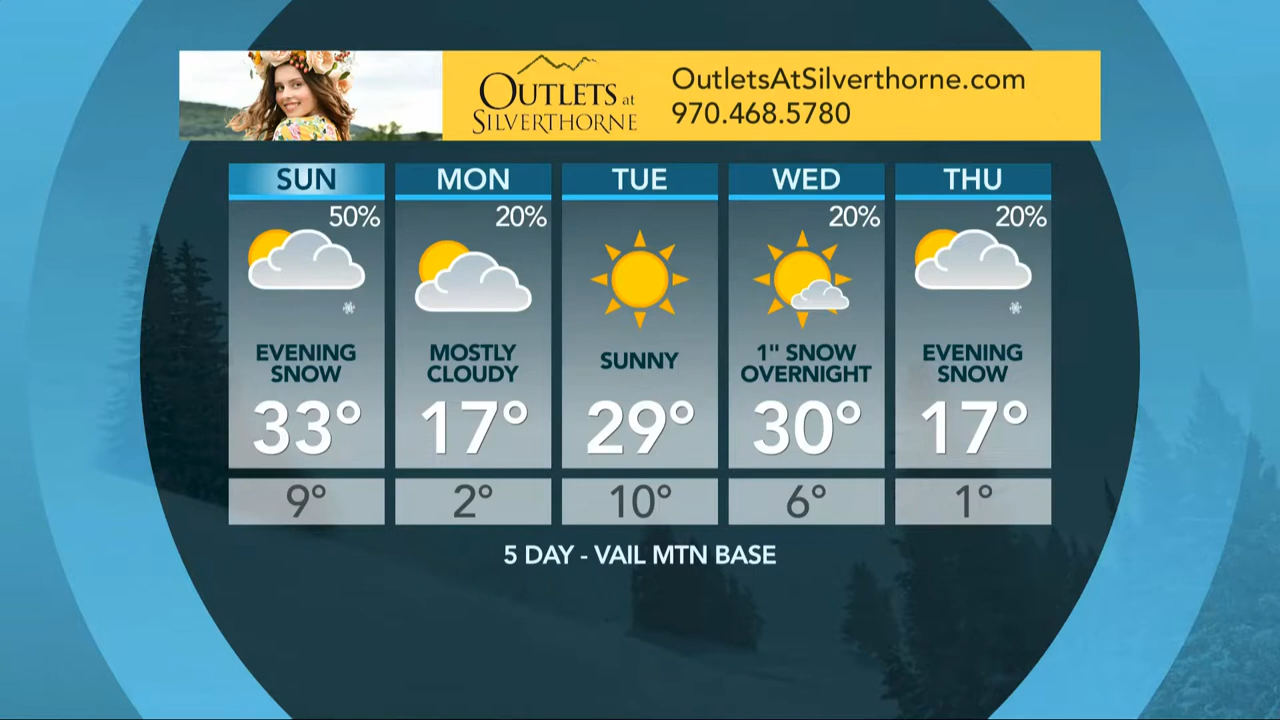 OUTLETS at
SILVERTHORNE
OutletsAtSilverthorne.com
970.468.5780
SUN
50%
EVENING
SNOW
33°
9°
MON
20%
MOSTLY
CLOUDY
17°
2°
TUE
SUNNY
29°
10°
WED
20%
1" SNOW
OVERNIGHT
30°
6°
THU
20%
EVENING
SNOW
17°
1°
5 DAY - VAIL MTN BASE